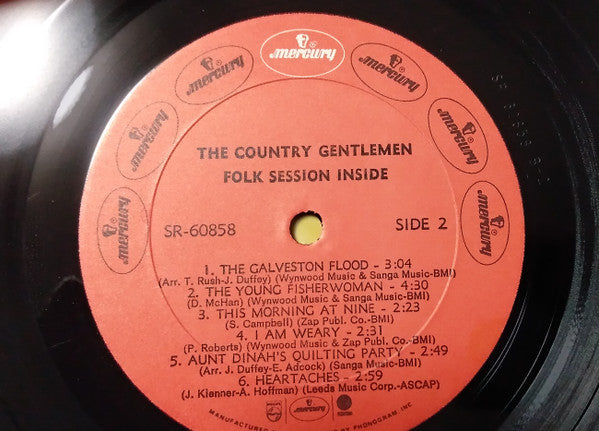 mercury
mercury
mercury
mercury
mercury
mercury
mercury
THE COUNTRY GENTLEMEN
FOLK SESSION INSIDE
SR-60858
SIDE 2
1. THE GALVESTON FLOOD - 3:04
(Arr. T. Rush-J. Duffey) (Wynwood Music & Sanga Music-BMI)
2. THE YOUNG FISHERWOMAN - 4:30
(D. McHan) (Wynwood Music & Sanga Music-BMI)
3. THIS MORNING AT NINE - 2:23
(S. Campbell) (Zap Publ. Co.-BMI)
4. I AM WEARY - 2:31
(P. Roberts) (Wynwood Music & Zap Publ. Co.-BMI)
5. AUNT DINAH'S QUILTING PARTY - 2:49
(Arr. J. Duffey-E. Adcock) (Sanga Music-BMI)
6. HEARTACHES - 2:59
(J. Klenner-A. Hoffman) (Leeds Music Corp.-ASCAP)
mercury
BY PHONOGRAM, INC